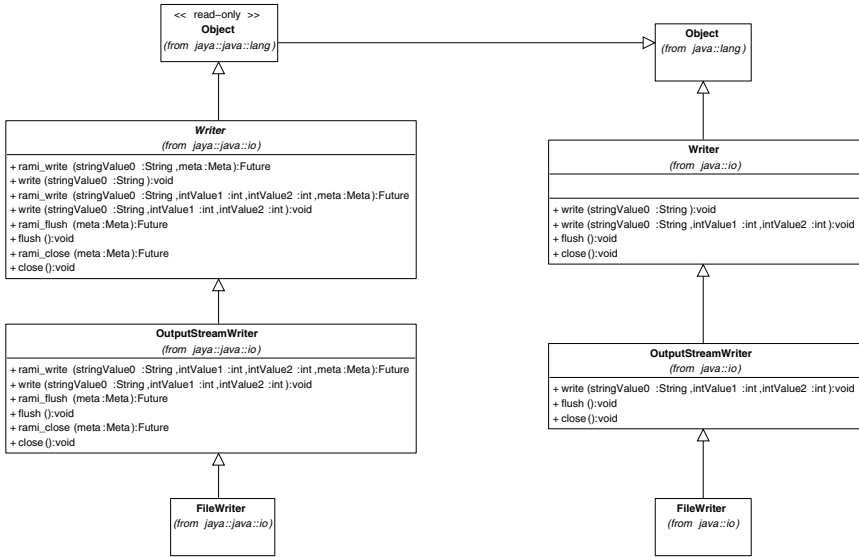 << read-only >>
Object
(from jaya::java::lang)
Writer
(from jaya::java::io)
+ rami_write (stringValue0 :String ,meta :Meta):Future
+ write (stringValue0 :String ):void
+ rami_write (stringValue0 :String ,intValue1 :int ,intValue2 :int ,meta :Meta):Future
+ write (stringValue0 :String ,intValue1 :int ,intValue2 :int ):void
+ rami_flush (meta :Meta):Future
+ flush ():void
+ rami_close (meta :Meta):Future
+ close ():void
OutputStreamWriter
(from jaya::java::io)
+ rami_write (stringValue0 :String ,intValue1 :int ,intValue2 :int ,meta :Meta):Future
+ write (stringValue0 :String ,intValue1 :int ,intValue2 :int ):void
+ rami_flush (meta :Meta):Future
+ flush ():void
+ rami_close (meta :Meta):Future
+ close ():void
FileWriter
(from jaya::java::io)
Object
(from jaya::java::lang)
Writer
(from java::io)
+ write (stringValue0 :String ):void
+ write (stringValue0 :String ,intValue1 :int ,intValue2 :int ):void
+ flush ():void
+ close ():void
OutputStreamWriter
(from java::io)
+ write (stringValue0 :String ,intValue1 :int ,intValue2 :int ):void
+ flush ():void
+ close ():void
FileWriter
(from java::io)